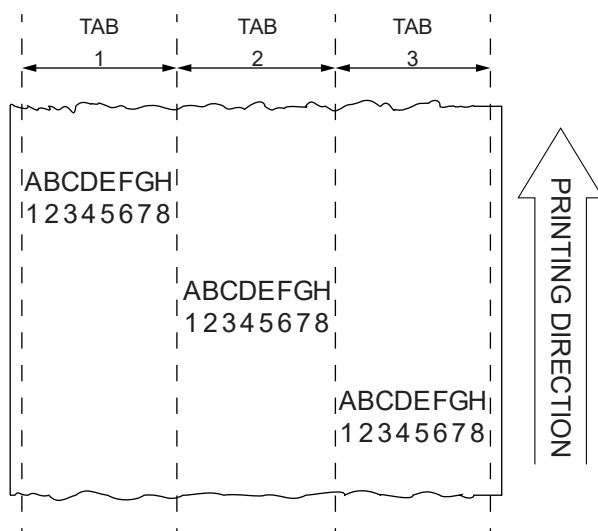 TAB
1
TAB
2
TAB
3
ABCDEFGH
12345678
ABCDEFGH
12345678
ABCDEFGH
12345678
PRINTING DIRECTION